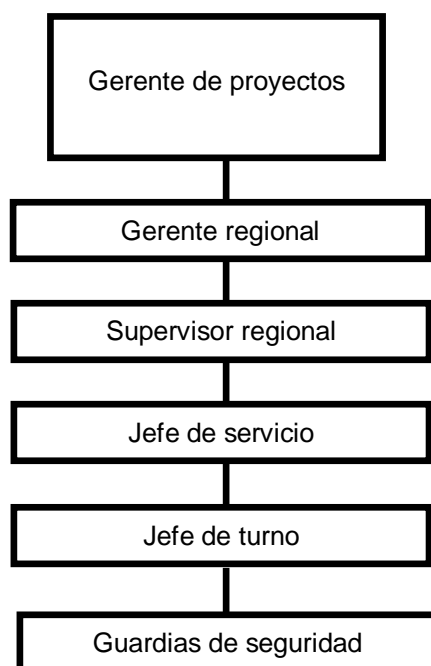 Gerente de proyectos
Gerente regional
Supervisor regional
Jefe de servicio
Jefe de turno
Guardias de seguridad